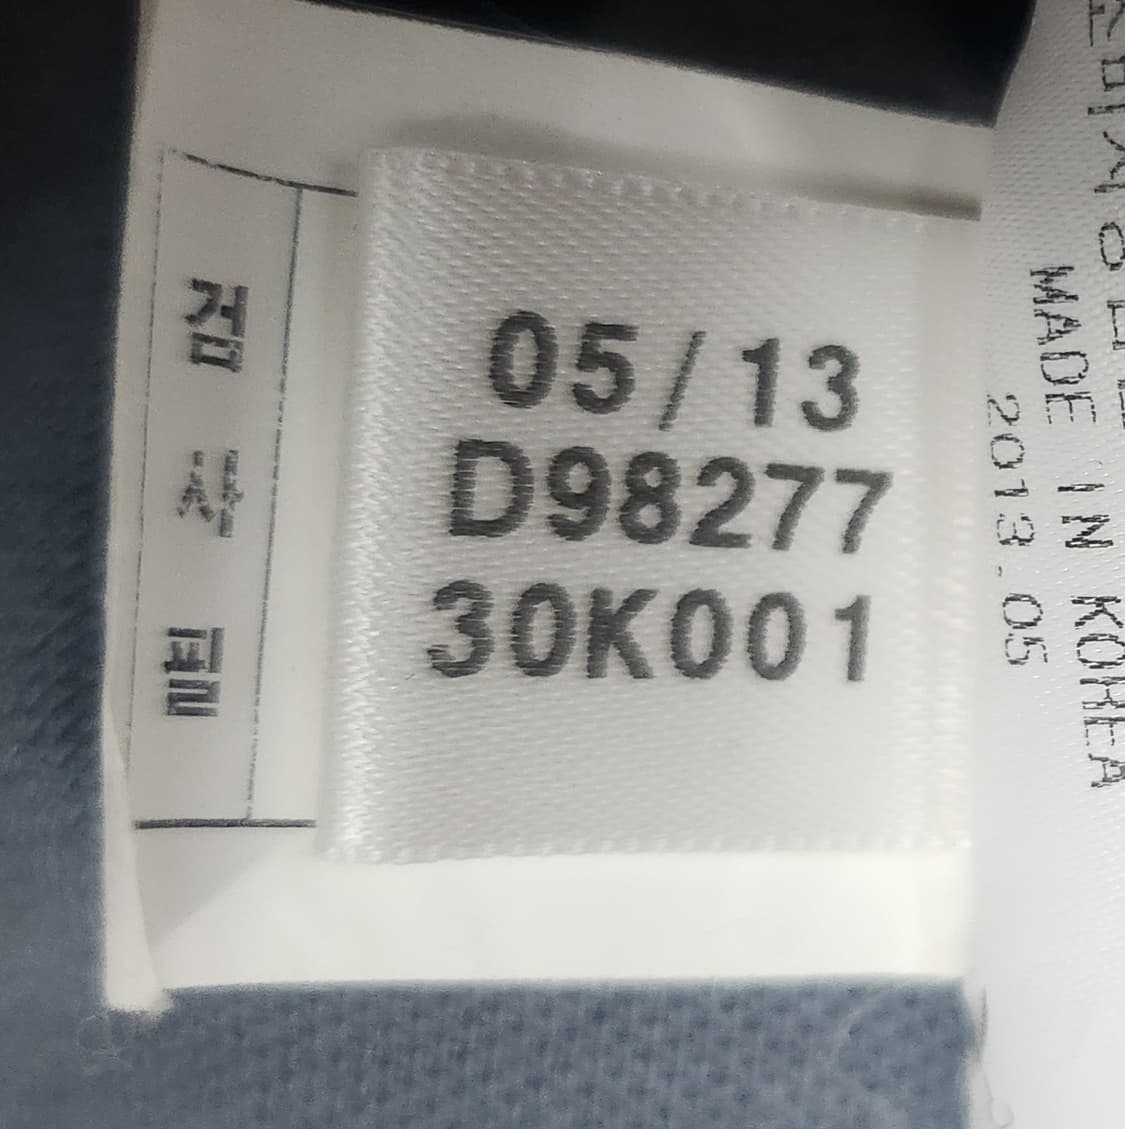 검사필
05/13
D98277
30K001
MADE IN KOREA
2013.05